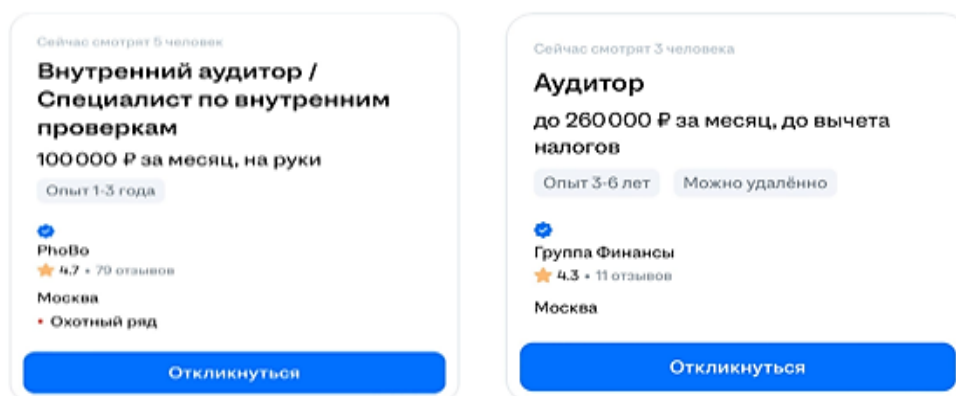 Сейчас смотрят 5 человек
Внутренний аудитор /
Специалист по внутренним
проверкам
100 000 ₽ за месяц, на руки
Опыт 1-3 года
PhoBo
4.7 • 79 отзывов
Москва
• Охотный ряд
Откликнуться
Сейчас смотрят 3 человека
Аудитор
до 260 000 ₽ за месяц, до вычета
налогов
Опыт 3-6 лет
Можно удалённо
Группа Финансы
4.3 • 11 отзывов
Москва
Откликнуться